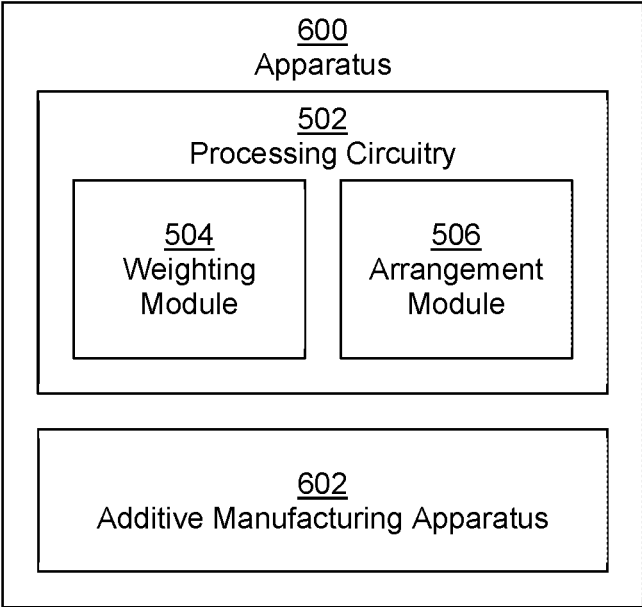 600
Apparatus
502
Processing Circuitry
504
Weighting
Module
506
Arrangement
Module
602
Additive Manufacturing Apparatus